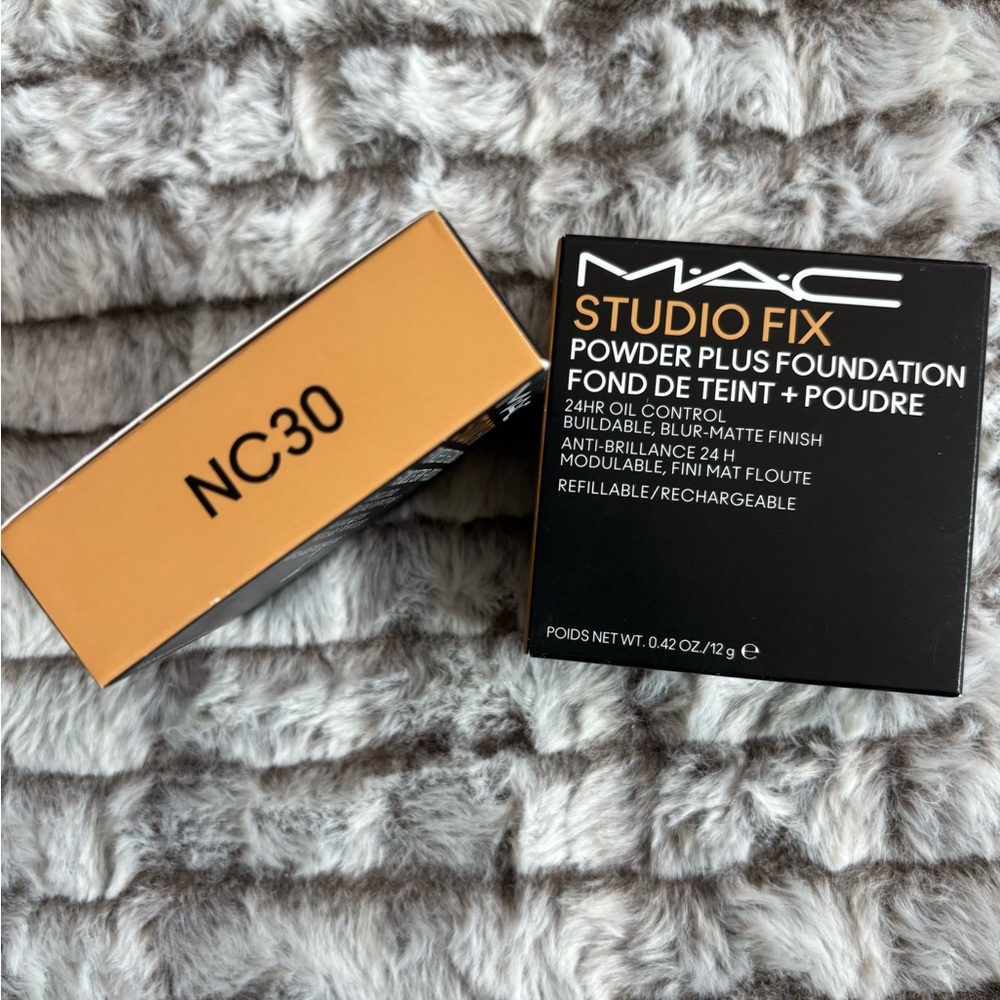 NC30
M·A·C
STUDIO FIX
POWDER PLUS FOUNDATION
FOND DE TEINT + POUDRE
24HR OIL CONTROL
BUILDABLE, BLUR-MATTE FINISH
ANTI-BRILLANCE 24 H
MODULABLE, FINI MAT FLOUTE
REFILLABLE/RECHARGEABLE
POIDS NET WT. 0.42 OZ./12 g ℮